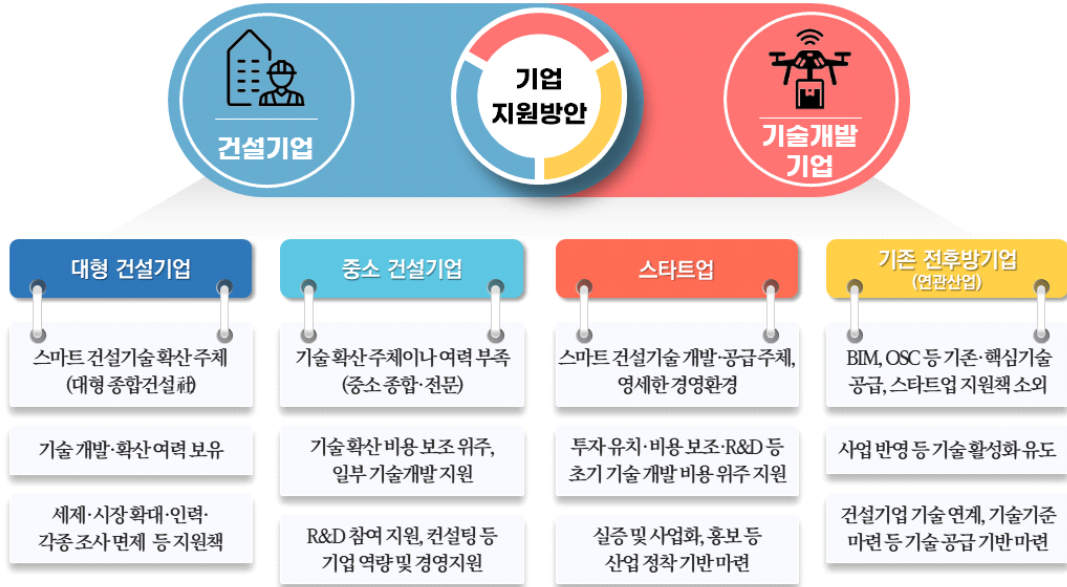 건설기업
기업
지원방안
기술개발
기업
대형 건설기업
스마트 건설기술 확산 주체
(대형 종합건설社)
기술 개발·확산 여력 보유
세제·시장 확대·인력·
각종 조사 면제 등 지원책
중소 건설기업
기술 확산 주체이나 여력 부족
(중소 종합·전문)
기술 확산 비용 보조 위주,
일부 기술개발 지원
R&D 참여 지원, 컨설팅 등
기업 역량 및 경영지원
스타트업
스마트 건설기술 개발·공급 주체,
영세한 경영환경
투자 유치·비용 보조·R&D 등
초기 기술 개발 비용 위주 지원
실증 및 사업화, 홍보 등
산업 정착 기반 마련
기존 전후방기업
(연관산업)
BIM, OSC 등 기존·핵심기술
공급, 스타트업 지원책 소외
사업 반영 등 기술 활성화 유도
건설기업 기술 연계, 기술기준
마련 등 기술 공급 기반 마련